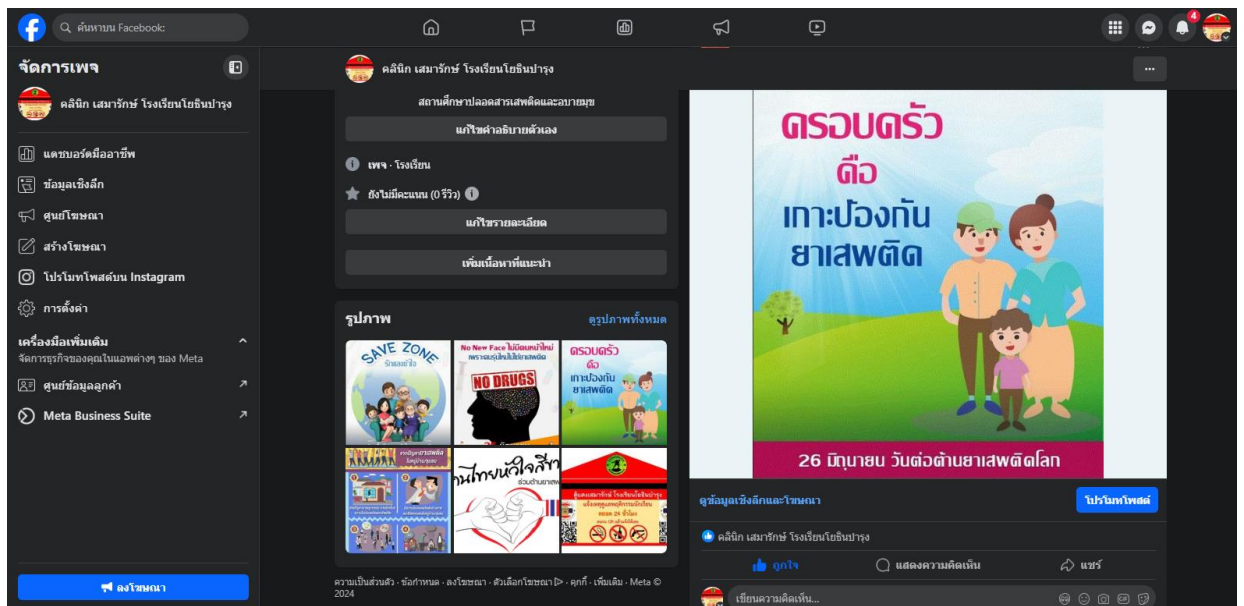 ค้นหาบน Facebook:
4
จัดการเพจ
คลินิก เสมารักษ์ โรงเรียนโยธินบำรุง
แดชบอร์ดมืออาชีพ
ข้อมูลเชิงลึก
ศูนย์โฆษณา
สร้างโฆษณา
โปรโมทโพสต์บน Instagram
การตั้งค่า
เครื่องมือเพิ่มเติม
จัดการธุรกิจของคุณในแอพต่างๆ ของ Meta
ศูนย์ข้อมูลลูกค้า
Meta Business Suite
ลงโฆษณา
คลินิก เสมารักษ์ โรงเรียนโยธินบำรุง
สถานศึกษาปลอดสารเสพติดและอบายมุข
แก้ไขคำอธิบายตัวเอง
เพจ · โรงเรียน
ยังไม่มีคะแนน (0 รีวิว)
แก้ไขรายละเอียด
เพิ่มเนื้อหาที่แนะนำ
รูปภาพ
ดูรูปภาพทั้งหมด
SAVE ZONE
No New Face ไม่มีคนหน้าใหม่
NO DRUGS
ครอบครัว
คือ
เกาะป้องกัน
ยาเสพติด
ความเป็นส่วนตัว · ข้อกำหนด · ลงโฆษณา · ตัวเลือกโฆษณา · คุกกี้ · เพิ่มเติม · Meta ©
2024
ครอบครัว
คือ
เกาะป้องกัน
ยาเสพติด
26 มิถุนายน วันต่อต้านยาเสพติดโลก
ดูข้อมูลเชิงลึกและโฆษณา
โปรโมทโพสต์
คลินิก เสมารักษ์ โรงเรียนโยธินบำรุง
ถูกใจ
แสดงความคิดเห็น
แชร์
เขียนความคิดเห็น...